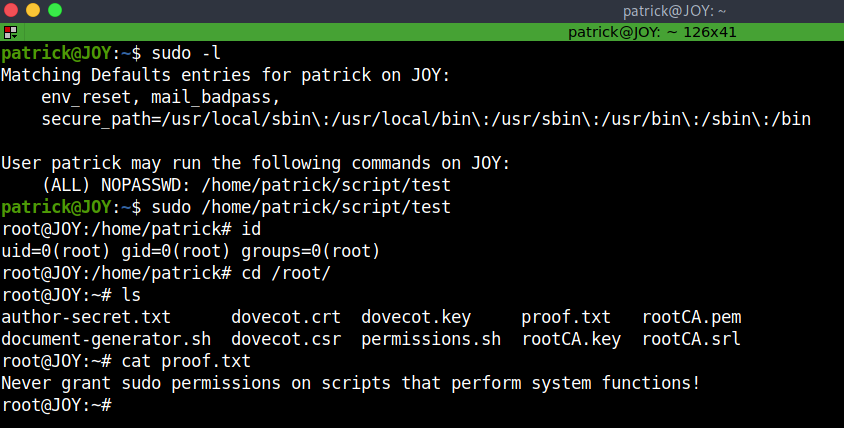 patrick@JOY: ~
patrick@JOY: ~ 126x41
patrick@JOY:~$ sudo -l
Matching Defaults entries for patrick on JOY:
    env_reset, mail_badpass,
    secure_path=/usr/local/sbin\:/usr/local/bin\:/usr/sbin\:/usr/bin\:/sbin\:/bin

User patrick may run the following commands on JOY:
    (ALL) NOPASSWD: /home/patrick/script/test
patrick@JOY:~$ sudo /home/patrick/script/test
root@JOY:/home/patrick# id
uid=0(root) gid=0(root) groups=0(root)
root@JOY:/home/patrick# cd /root/
root@JOY:~# ls
author-secret.txt      dovecot.crt  dovecot.key     proof.txt   rootCA.pem
document-generator.sh  dovecot.csr  permissions.sh  rootCA.key  rootCA.srl
root@JOY:~# cat proof.txt
Never grant sudo permissions on scripts that perform system functions!
root@JOY:~#